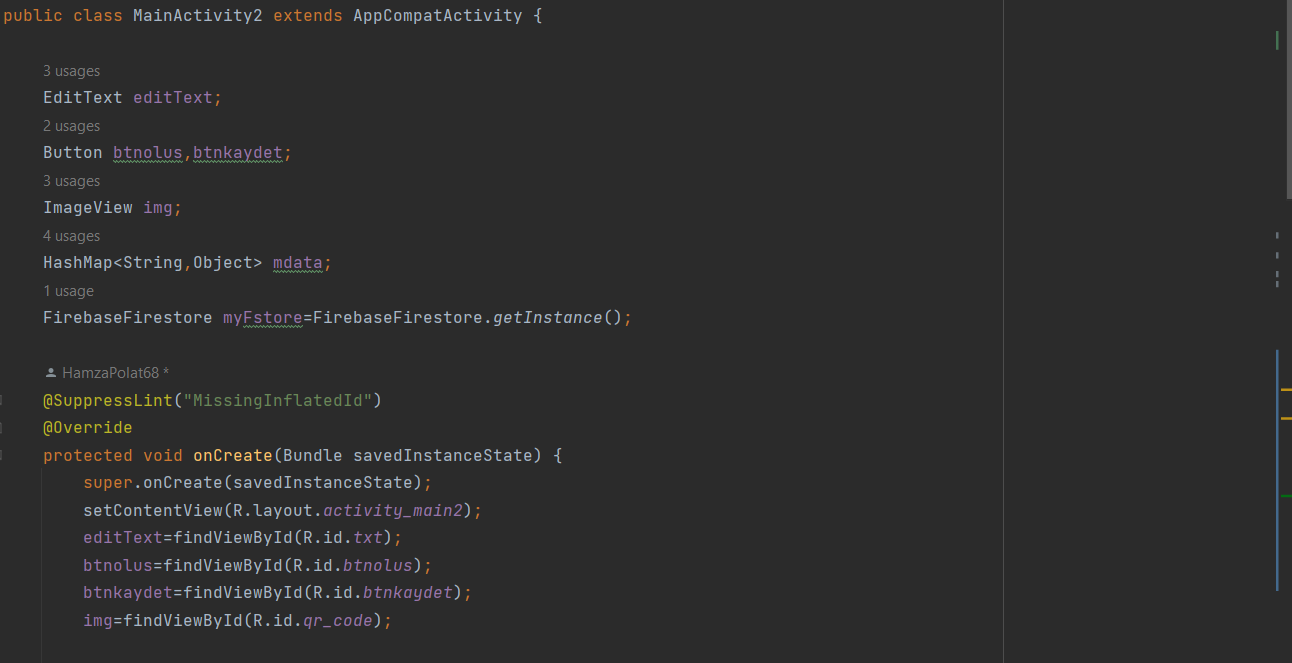 public class MainActivity2 extends AppCompatActivity {
3 usages
EditText editText;
2 usages
Button btnolus,btnkaydet;
3 usages
ImageView img;
4 usages
HashMap<String,Object> mdata;
1 usage
FirebaseFirestore myFstore=FirebaseFirestore.getInstance();
HamzaPolat68 *
@SuppressLint("MissingInflatedId")
@Override
protected void onCreate(Bundle savedInstanceState) {
super.onCreate(savedInstanceState);
setContentView(R.layout.activity_main2);
editText=findViewById(R.id.txt);
btnolus=findViewById(R.id.btnolus);
btnkaydet=findViewById(R.id.btnkaydet);
img=findViewById(R.id.qr_code);